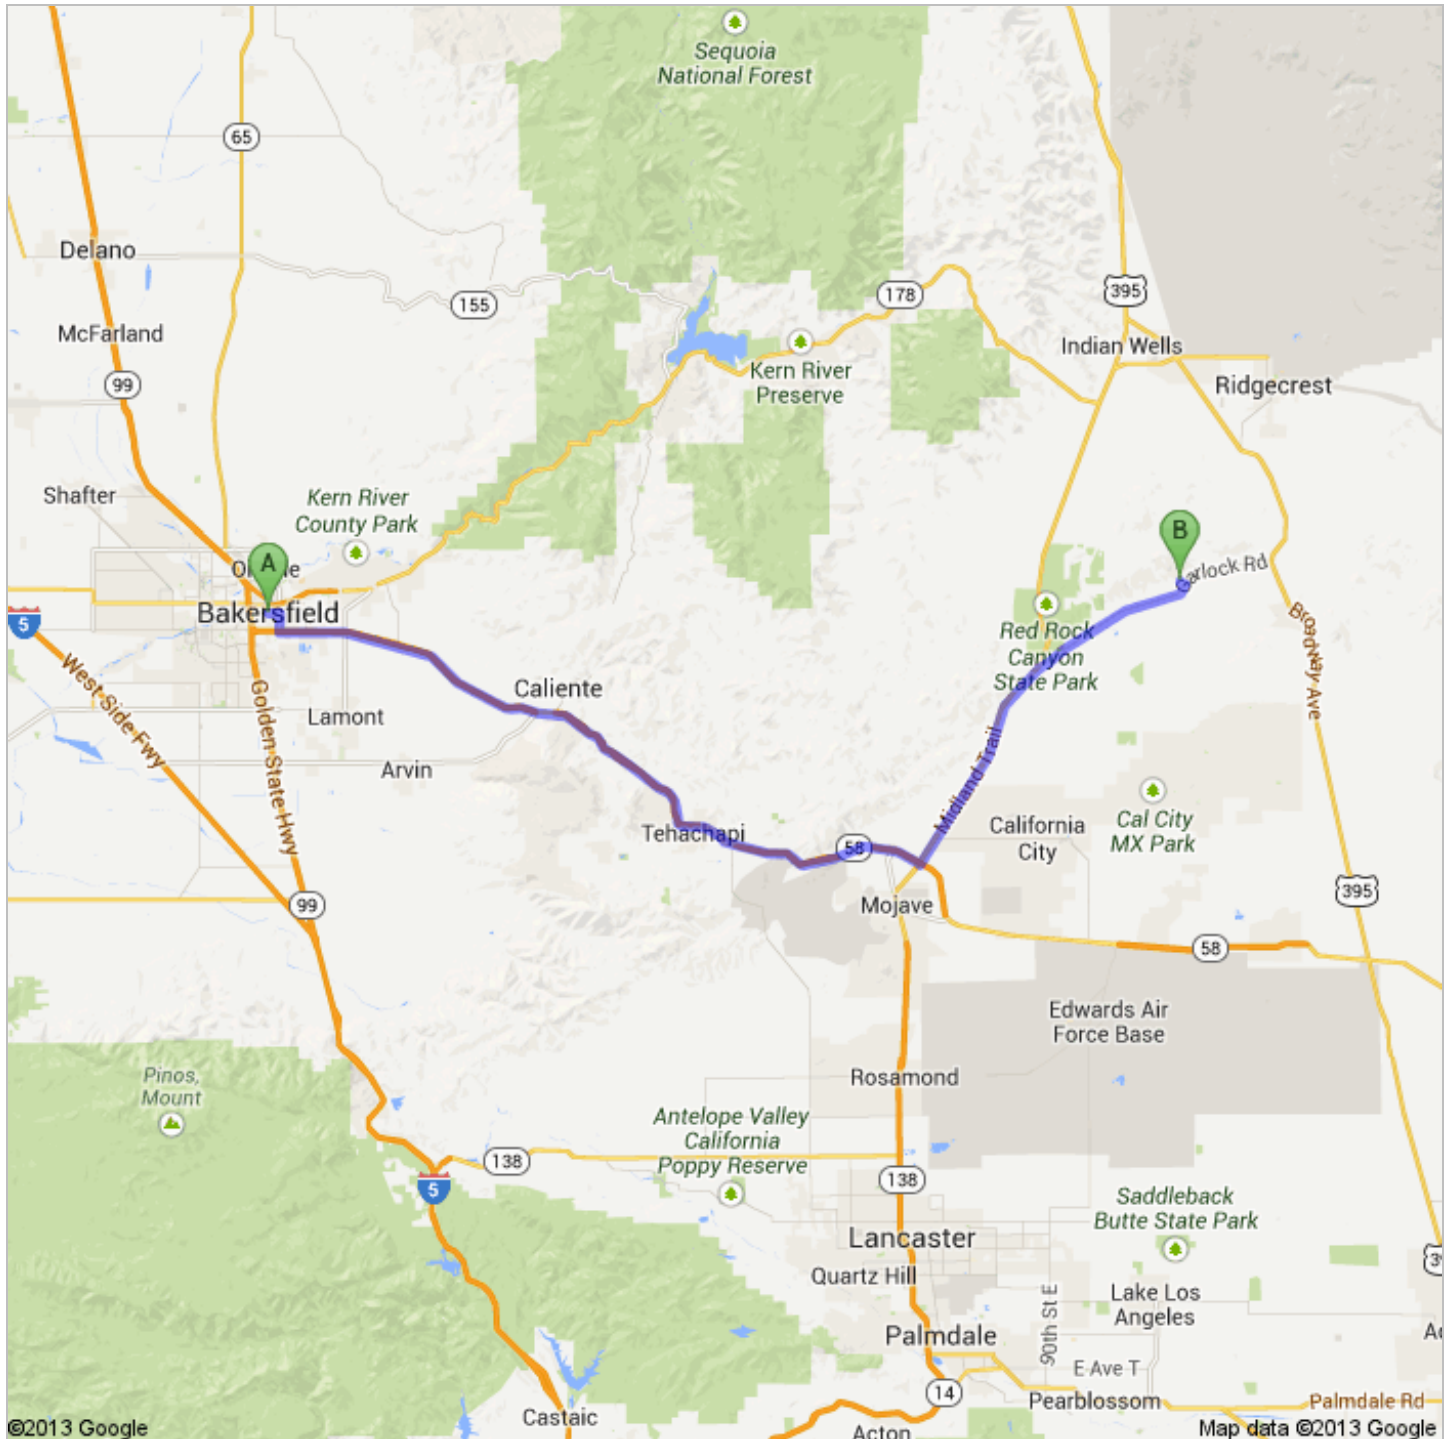 Sequoia
National Forest
65
Delano
155
178
395
McFarland
Indian Wells
99
Kern River
Preserve
Ridgecrest
Shafter
Kern River
County Park
B
A
Garlock Rd
Bakersfield
5
Broadway Ave
Red Rock
Canyon
State Park
West Side Fwy
Golden State Hwy
Caliente
Lamont
Arvin
Midland Trail
Tehachapi
58
California
City
Cal City
MX Park
99
Mojave
395
58
Edwards Air
Force Base
Pinos,
Mount
Rosamond
Antelope Valley
California
Poppy Reserve
138
5
138
Saddleback
Butte State Park
Lancaster
Quartz Hill
Lake Los
Angeles
90th St E
Palmdale
E Ave T
14
Pearblossom
Palmdale Rd
Castaic
Acton
©2013 Google
Map data ©2013 Google